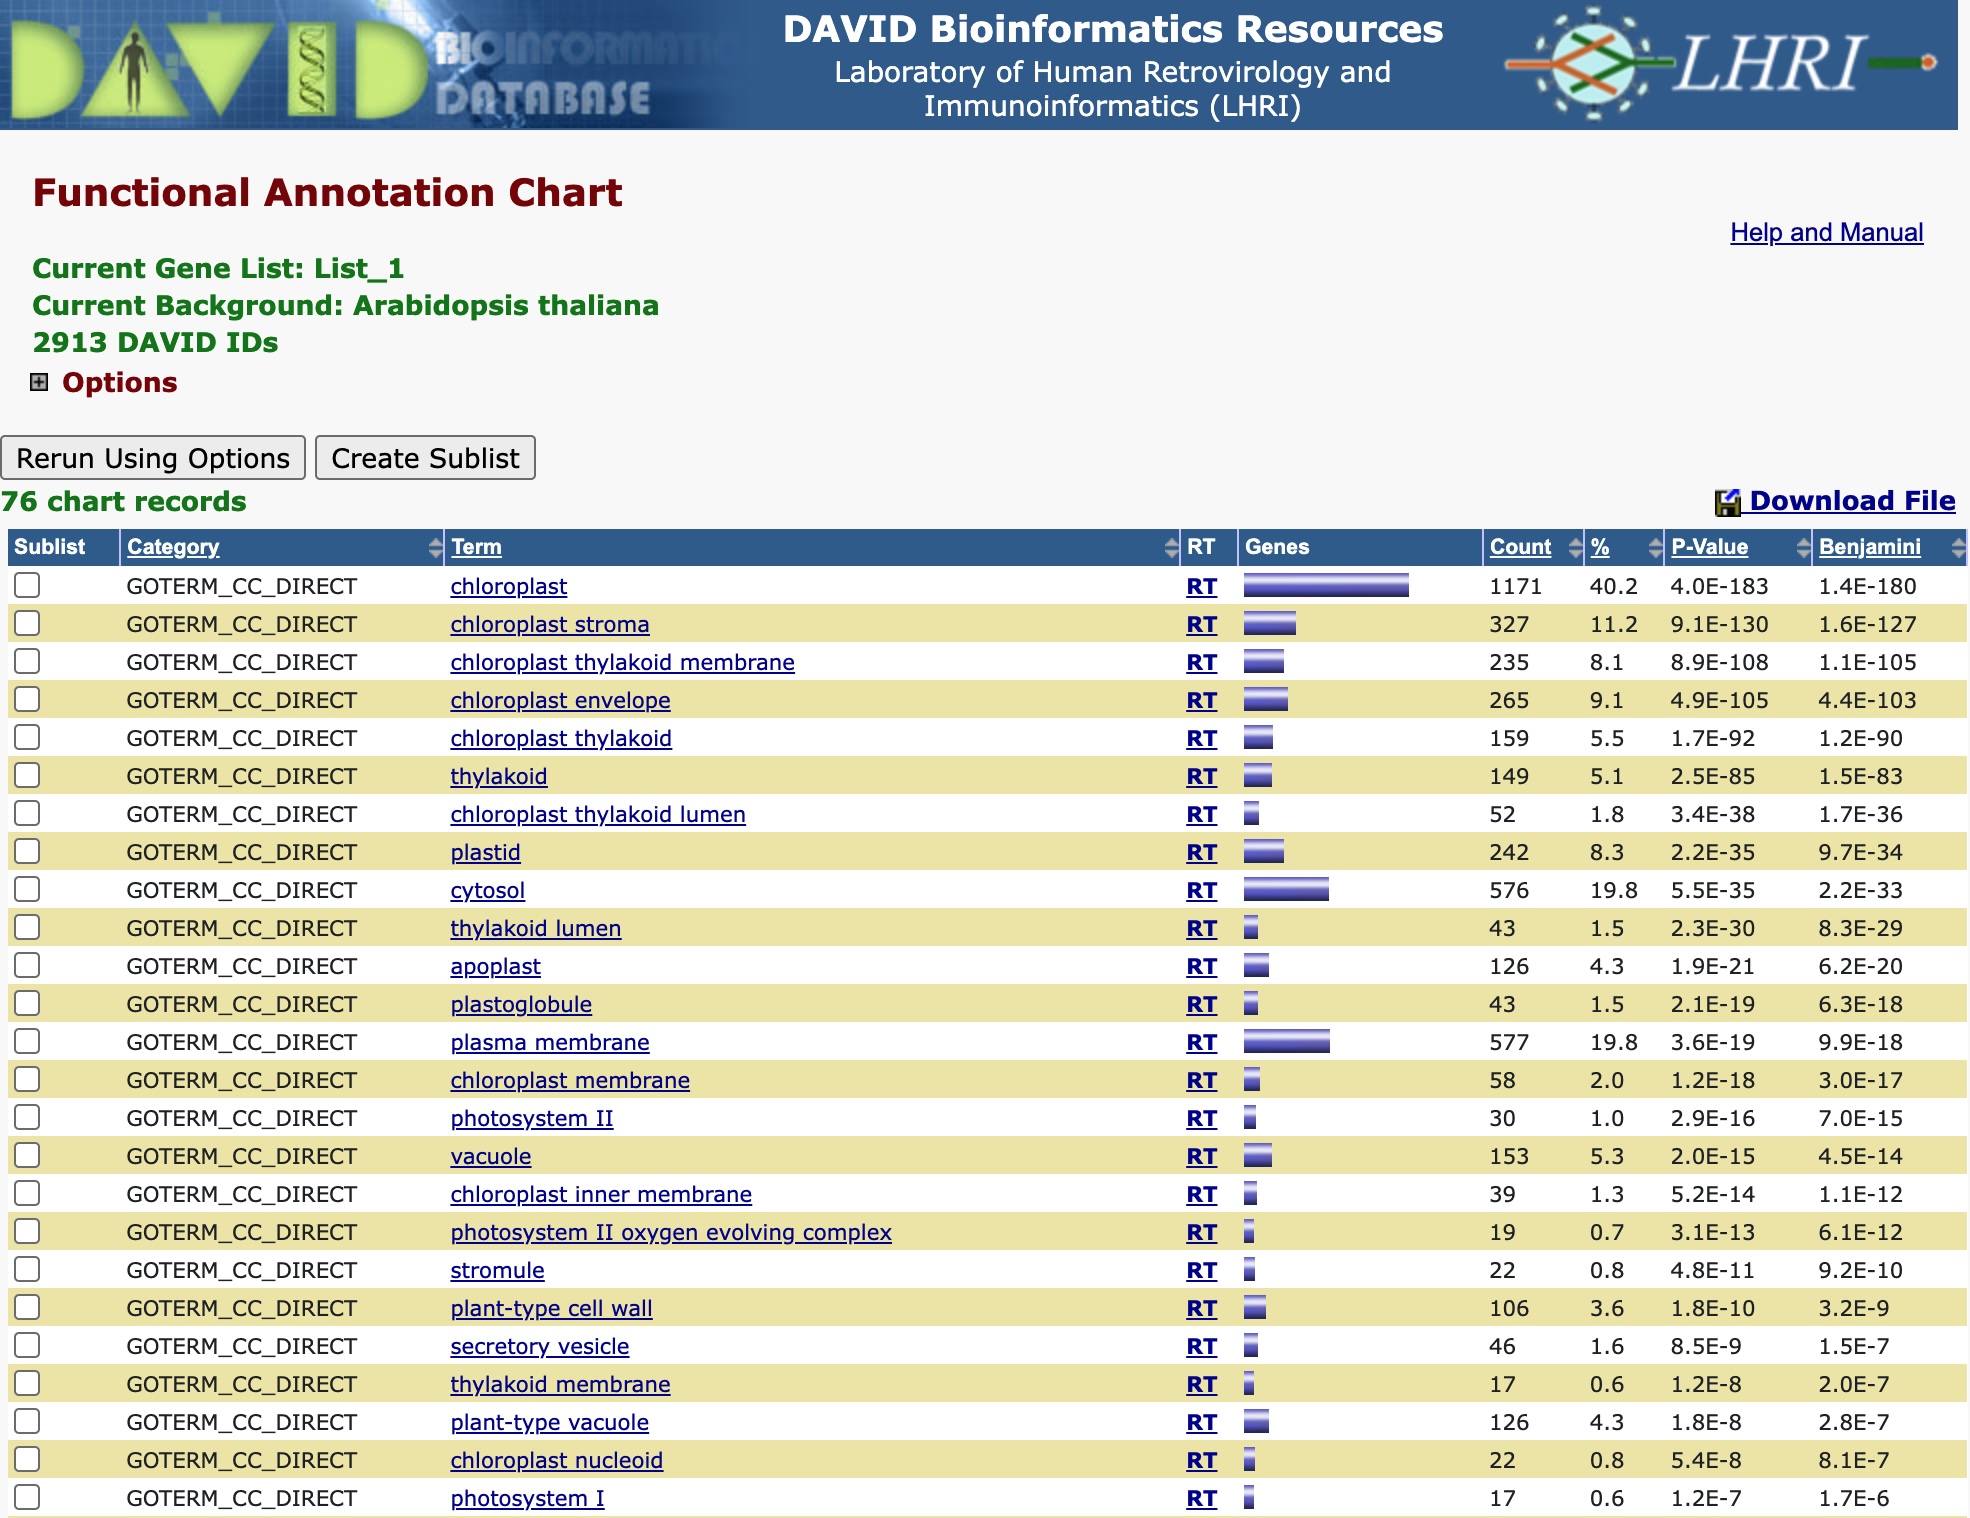 DAVID BIOINFORMATICS
DATABASE
DAVID Bioinformatics Resources
Laboratory of Human Retrovirology and
Immunoinformatics (LHRI)
LHRI
Functional Annotation Chart
Help and Manual
Current Gene List: List_1
Current Background: Arabidopsis thaliana
2913 DAVID IDs
Options
Rerun Using Options Create Sublist
76 chart records Download File
Sublist Category Term RT Genes Count % P-Value Benjamini
GOTERM_CC_DIRECT chloroplast RT 1171 40.2 4.0E-183 1.4E-180
GOTERM_CC_DIRECT chloroplast stroma RT 327 11.2 9.1E-130 1.6E-127
GOTERM_CC_DIRECT chloroplast thylakoid membrane RT 235 8.1 8.9E-108 1.1E-105
GOTERM_CC_DIRECT chloroplast envelope RT 265 9.1 4.9E-105 4.4E-103
GOTERM_CC_DIRECT chloroplast thylakoid RT 159 5.5 1.7E-92 1.2E-90
GOTERM_CC_DIRECT thylakoid RT 149 5.1 2.5E-85 1.5E-83
GOTERM_CC_DIRECT chloroplast thylakoid lumen RT 52 1.8 3.4E-38 1.7E-36
GOTERM_CC_DIRECT plastid RT 242 8.3 2.2E-35 9.7E-34
GOTERM_CC_DIRECT cytosol RT 576 19.8 5.5E-35 2.2E-33
GOTERM_CC_DIRECT thylakoid lumen RT 43 1.5 2.3E-30 8.3E-29
GOTERM_CC_DIRECT apoplast RT 126 4.3 1.9E-21 6.2E-20
GOTERM_CC_DIRECT plastoglobule RT 43 1.5 2.1E-19 6.3E-18
GOTERM_CC_DIRECT plasma membrane RT 577 19.8 3.6E-19 9.9E-18
GOTERM_CC_DIRECT chloroplast membrane RT 58 2.0 1.2E-18 3.0E-17
GOTERM_CC_DIRECT photosystem II RT 30 1.0 2.9E-16 7.0E-15
GOTERM_CC_DIRECT vacuole RT 153 5.3 2.0E-15 4.5E-14
GOTERM_CC_DIRECT chloroplast inner membrane RT 39 1.3 5.2E-14 1.1E-12
GOTERM_CC_DIRECT photosystem II oxygen evolving complex RT 19 0.7 3.1E-13 6.1E-12
GOTERM_CC_DIRECT stromule RT 22 0.8 4.8E-11 9.2E-10
GOTERM_CC_DIRECT plant-type cell wall RT 106 3.6 1.8E-10 3.2E-9
GOTERM_CC_DIRECT secretory vesicle RT 46 1.6 8.5E-9 1.5E-7
GOTERM_CC_DIRECT thylakoid membrane RT 17 0.6 1.2E-8 2.0E-7
GOTERM_CC_DIRECT plant-type vacuole RT 126 4.3 1.8E-8 2.8E-7
GOTERM_CC_DIRECT chloroplast nucleoid RT 22 0.8 5.4E-8 8.1E-7
GOTERM_CC_DIRECT photosystem I RT 17 0.6 1.2E-7 1.7E-6